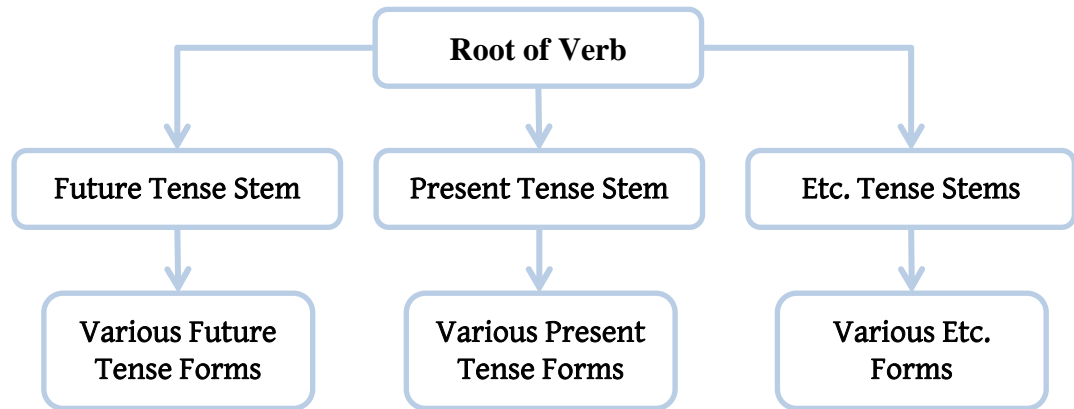 Root of Verb
Future Tense Stem
Present Tense Stem
Etc. Tense Stems
Various Future
Tense Forms
Various Present
Tense Forms
Various Etc.
Forms